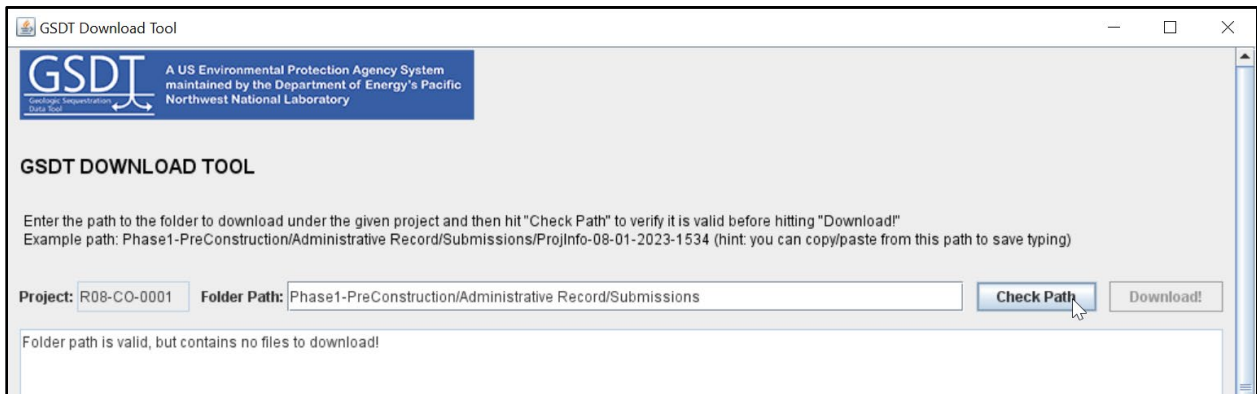 GSDT Download Tool
GSDT
Geologic Sequestration
Data Tool
A US Environmental Protection Agency System
maintained by the Department of Energy's Pacific
Northwest National Laboratory
GSDT DOWNLOAD TOOL
Enter the path to the folder to download under the given project and then hit "Check Path" to verify it is valid before hitting "Download!"
Example path: Phase1-PreConstruction/Administrative Record/Submissions/ProjInfo-08-01-2023-1534 (hint: you can copy/paste from this path to save typing)
Project: R08-CO-0001 Folder Path: Phase1-PreConstruction/Administrative Record/Submissions Check Path Download!
Folder path is valid, but contains no files to download!